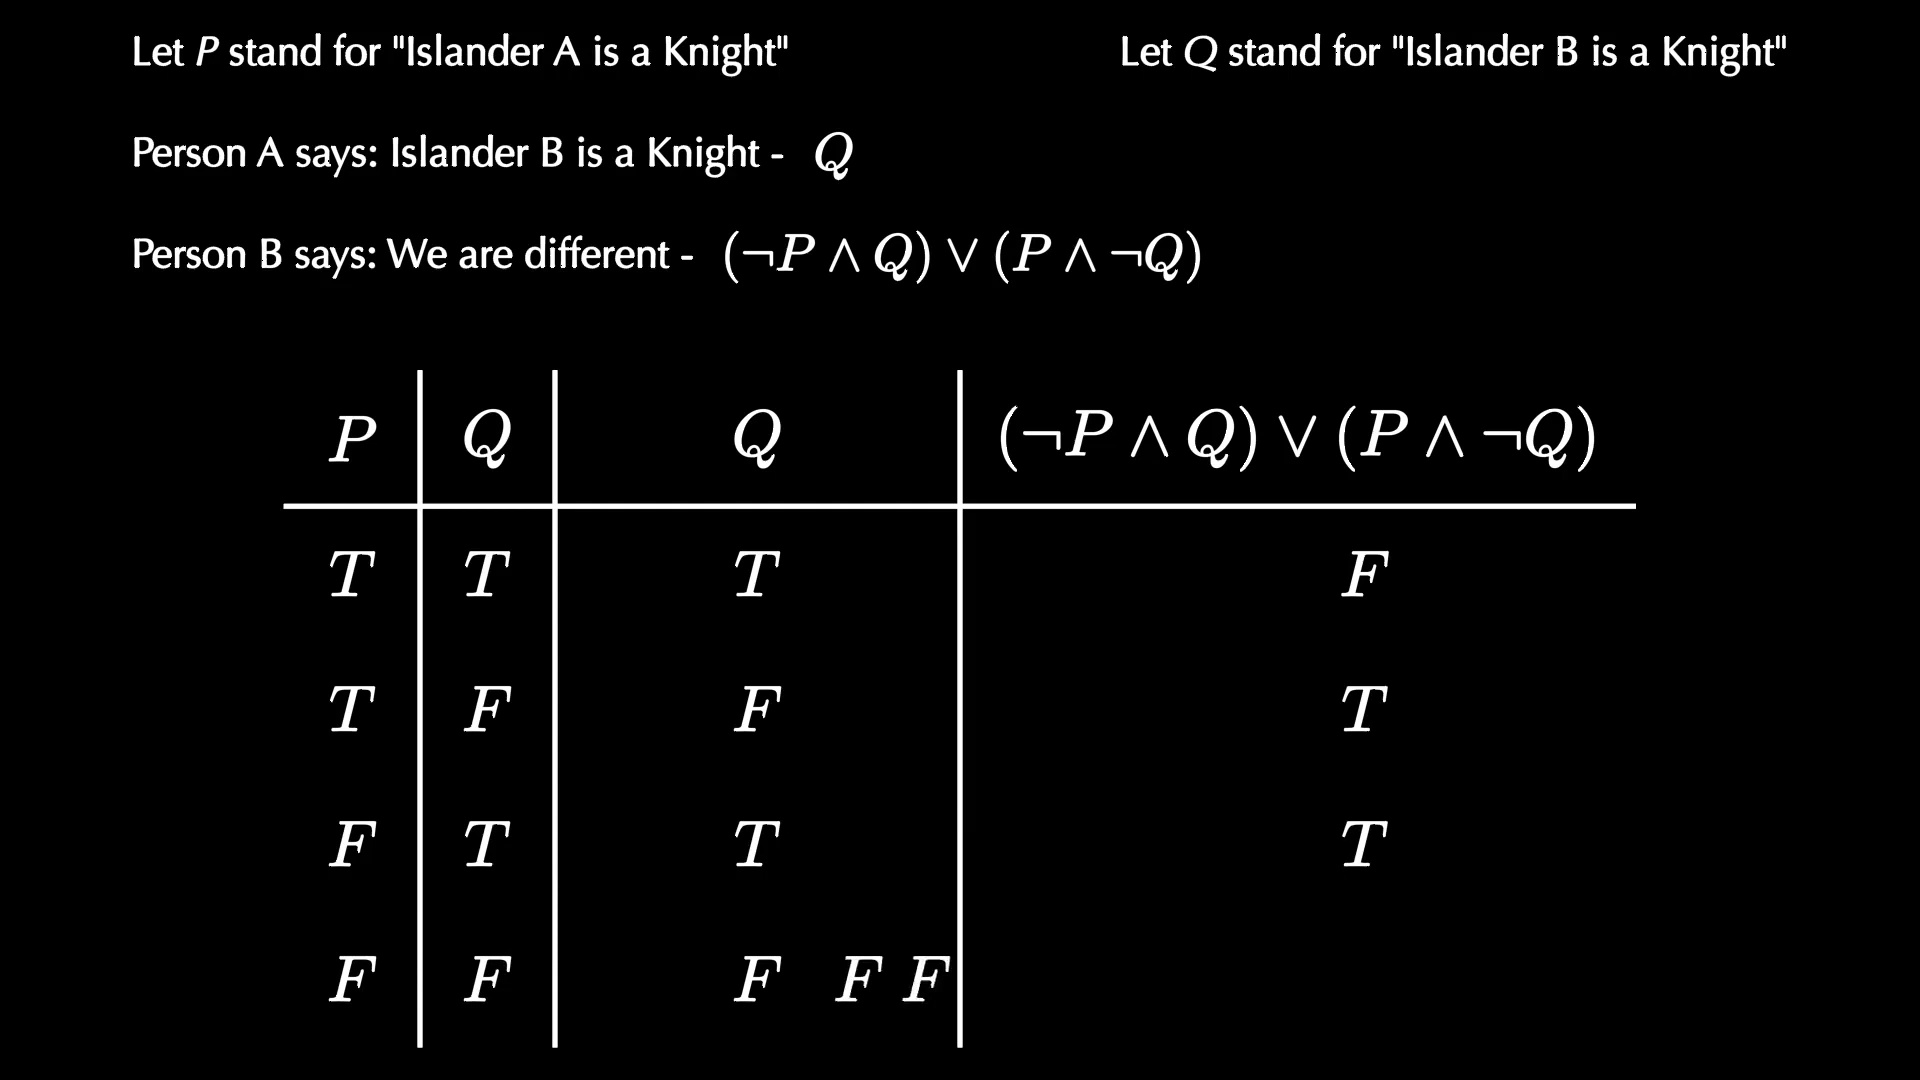 Let P stand for "Islander A is a Knight" Let Q stand for "Islander B is a Knight"
Person A says: Islander B is a Knight - Q
Person B says: We are different - (¬P ∧ Q) ∨ (P ∧ ¬Q)
P Q Q (¬P ∧ Q) ∨ (P ∧ ¬Q)
T T T F
T F F T
F T T T
F F F F F